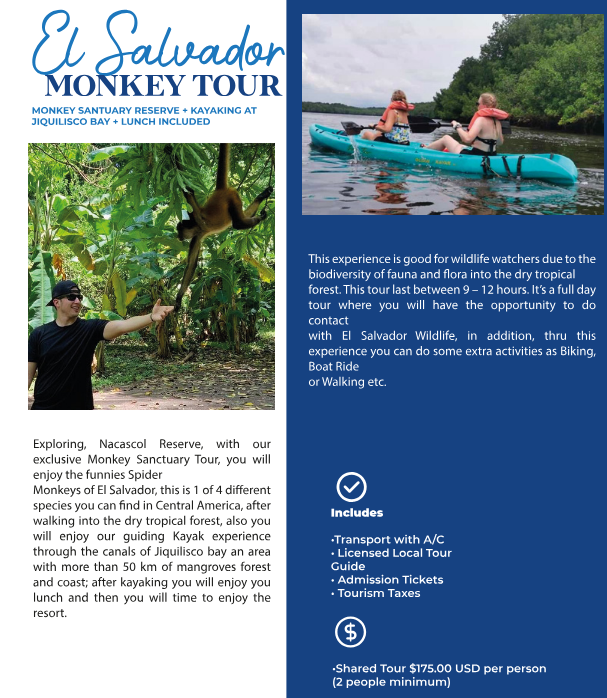 El Salvador
MONKEY TOUR
MONKEY SANTUARY RESERVE + KAYAKING AT
JIQUILISCO BAY + LUNCH INCLUDED
Exploring, Nacascol Reserve, with our
exclusive Monkey Sanctuary Tour, you will
enjoy the funnies Spider
Monkeys of El Salvador, this is 1 of 4 different
species you can find in Central America, after
walking into the dry tropical forest, also you
will enjoy our guiding Kayak experience
through the canals of Jiquilisco bay an area
with more than 50 km of mangroves forest
and coast; after kayaking you will enjoy you
lunch and then you will time to enjoy the
resort.
This experience is good for wildlife watchers due to the
biodiversity of fauna and flora into the dry tropical
forest. This tour last between 9 – 12 hours. It's a full day
tour where you will have the opportunity to do
contact
with El Salvador Wildlife, in addition, thru this
experience you can do some extra activities as Biking,
Boat Ride
or Walking etc.
Includes
•Transport with A/C
• Licensed Local Tour
Guide
• Admission Tickets
• Tourism Taxes
$
•Shared Tour $175.00 USD per person
(2 people minimum)